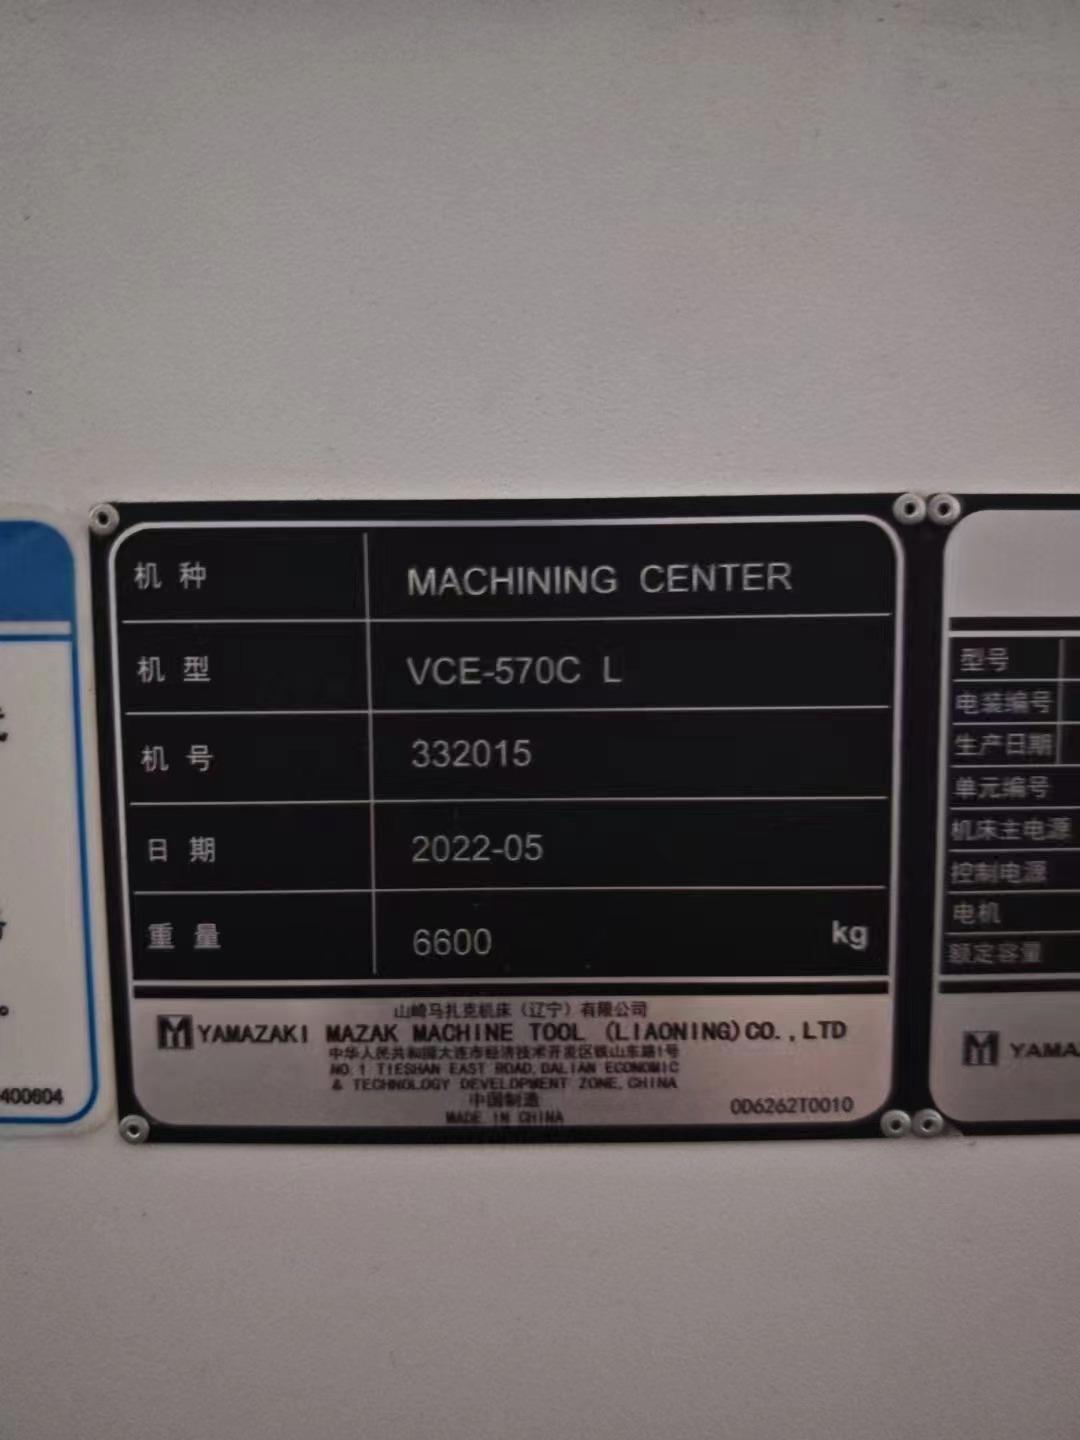 机种 MACHINING CENTER
机型 VCE-570C L
机号 332015
日期 2022-05
重量 6600 kg
山崎马扎克机床（辽宁）有限公司
YAMAZAKI MAZAK MACHINE TOOL (LIAONING)CO.,LTD
中华人民共和国大连市经济技术开发区铁山东路1号
NO.1 TIESHAN EAST ROAD,DALIAN ECONOMIC
& TECHNOLOGY DEVELOPMENT ZONE,CHINA
中国制造
MADE IN CHINA
0D6262T0010
400604
型号
电装编号
生产日期
单元编号
机床主电源
控制电源
电机
额定容量
YAMA